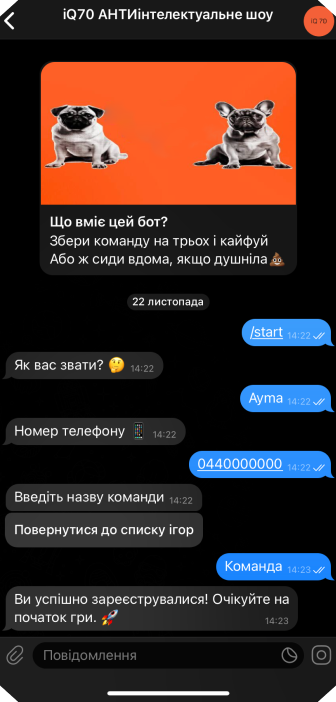 iQ70 АНТИінтелектуальне шоу
iQ 70
Що вміє цей бот?
Збери команду на трьох і кайфуй
Або ж сиди вдома, якщо душніла💩
22 листопада
/start 14:22
Як вас звати? 🤔 14:22
Ayma 14:22
Номер телефону 📱 14:22
0440000000 14:22
Введіть назву команди 14:22
Повернутися до списку ігор
Команда 14:23
Ви успішно зареєструвалися! Очікуйте на
початок гри. 🚀 14:23
Повідомлення